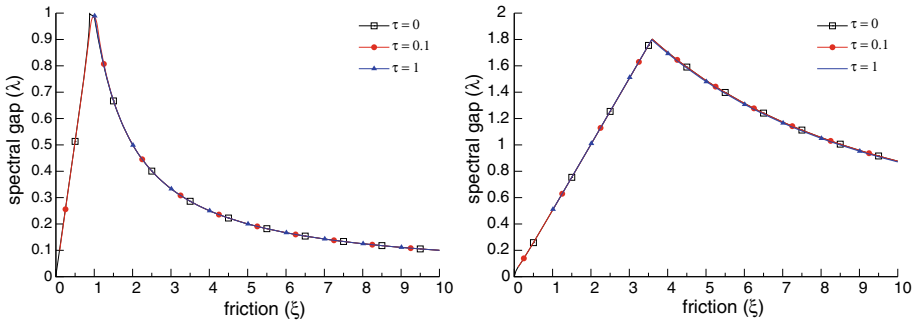 1
0.9
0.8
0.7
0.6
0.5
0.4
0.3
0.2
0.1
0
spectral gap (λ)
0 1 2 3 4 5 6 7 8 9 10
friction (ξ)
τ = 0
τ = 0.1
τ = 1
2
1.8
1.6
1.4
1.2
1
0.8
0.6
0.4
0.2
0
spectral gap (λ)
0 1 2 3 4 5 6 7 8 9 10
friction (ξ)
τ = 0
τ = 0.1
τ = 1